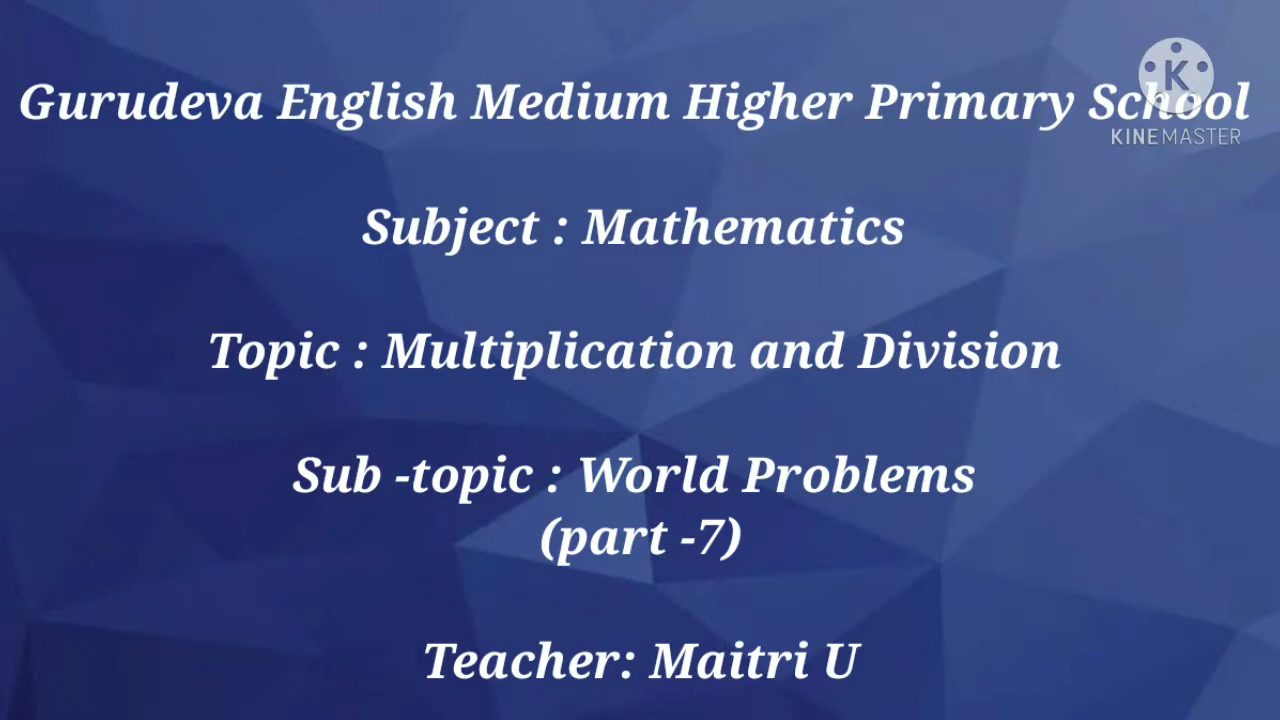 Gurudeva English Medium Higher Primary School
K
KINEMASTER
Subject : Mathematics
Topic : Multiplication and Division
Sub -topic : World Problems
(part -7)
Teacher: Maitri U